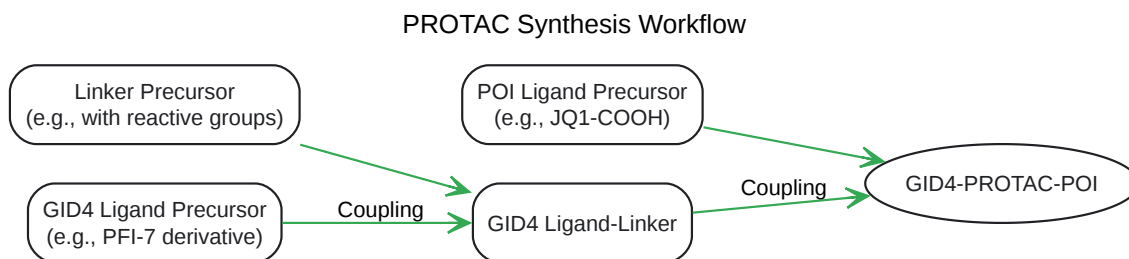 PROTAC Synthesis Workflow
Linker Precursor
(e.g., with reactive groups)
POI Ligand Precursor
(e.g., JQ1-COOH)
GID4 Ligand Precursor
(e.g., PFI-7 derivative)
Coupling
GID4 Ligand-Linker
Coupling
GID4-PROTAC-POI